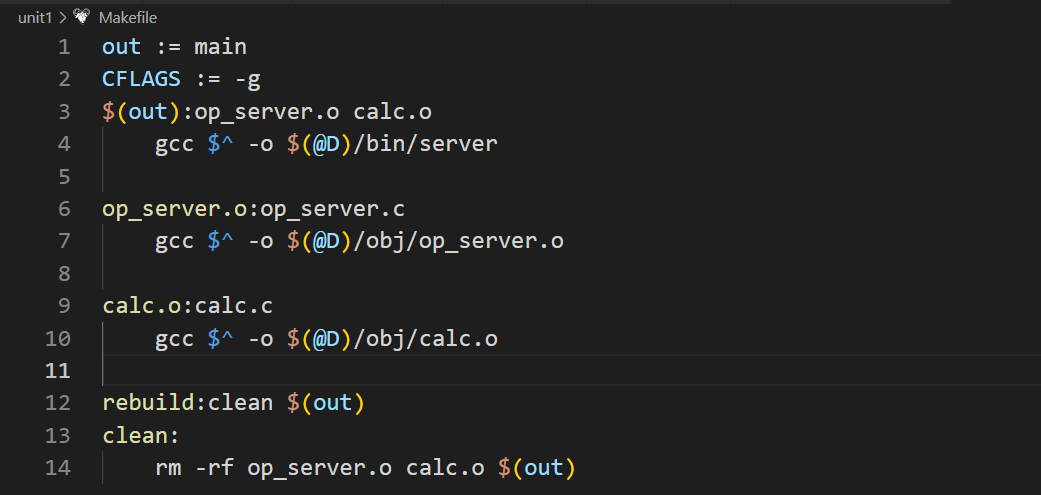 unit1 > Makefile
1 out := main
2 CFLAGS := -g
3 $(out):op_server.o calc.o
4     gcc $^ -o $(@D)/bin/server
5
6 op_server.o:op_server.c
7     gcc $^ -o $(@D)/obj/op_server.o
8
9 calc.o:calc.c
10     gcc $^ -o $(@D)/obj/calc.o
11
12 rebuild:clean $(out)
13 clean:
14     rm -rf op_server.o calc.o $(out)